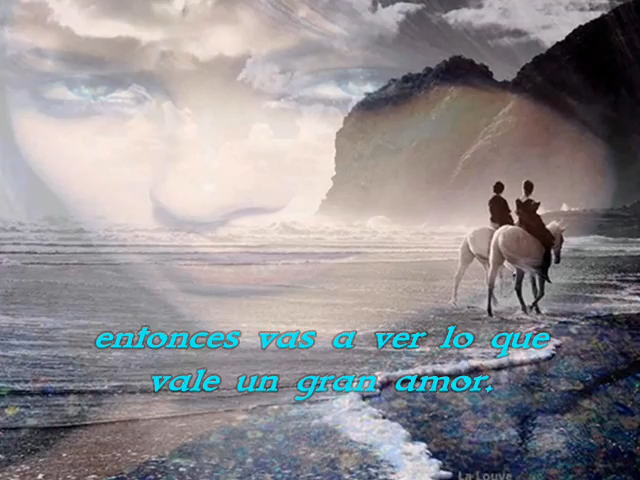 entonces vas a ver lo que
vale un gran amor.
La Louve